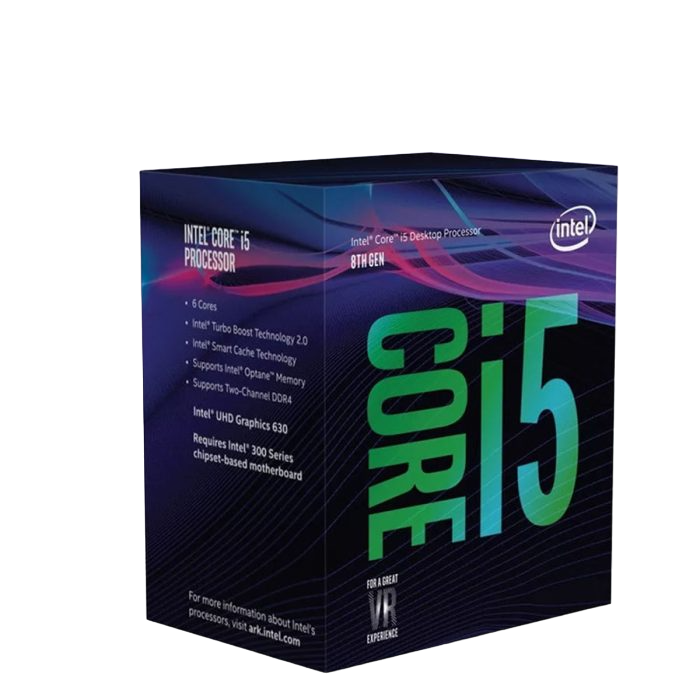 INTEL® CORE™ i5
PROCESSOR
• 6 Cores
• Intel® Turbo Boost Technology 2.0
• Intel® Smart Cache Technology
• Supports Intel® Optane™ Memory
• Supports Two-Channel DDR4
Intel® UHD Graphics 630
Requires Intel® 300 Series
chipset-based motherboard
For more information about Intel's
processors, visit ark.intel.com
Intel® Core™ i5 Desktop Processor
8TH GEN
intel®
CORE i5
FOR A GREAT
VR
EXPERIENCE